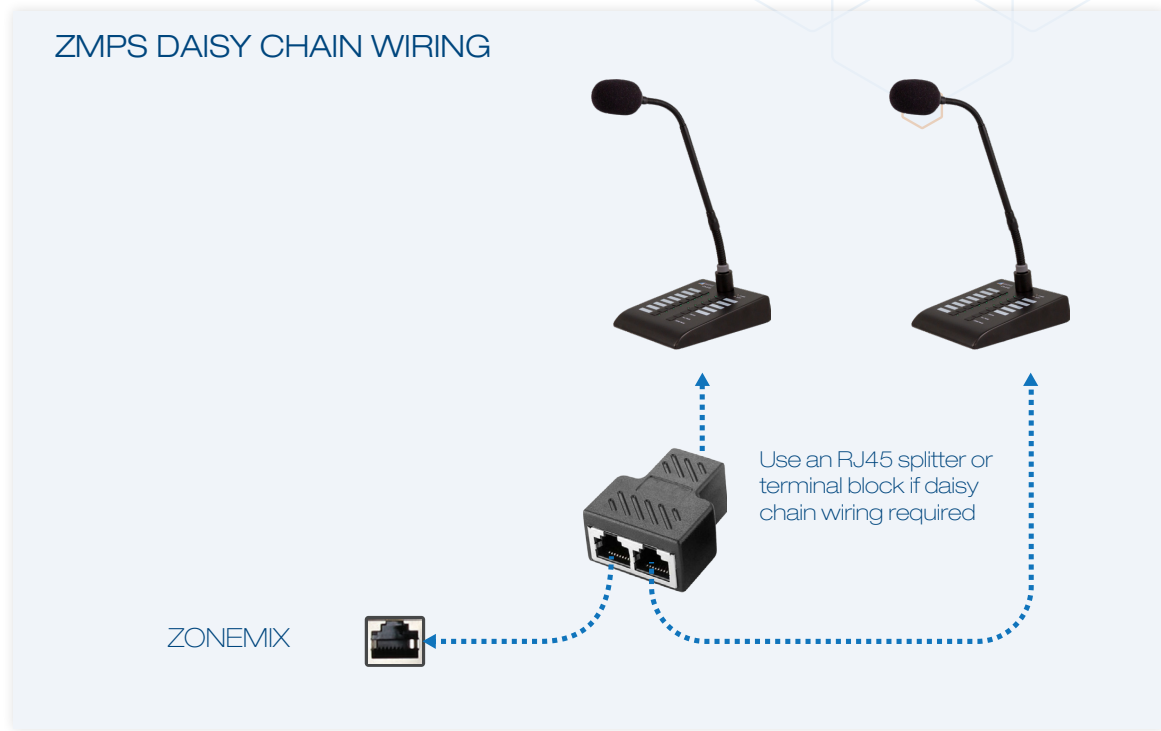 ZMPS DAISY CHAIN WIRING
Use an RJ45 splitter or
terminal block if daisy
chain wiring required
ZONEMIX